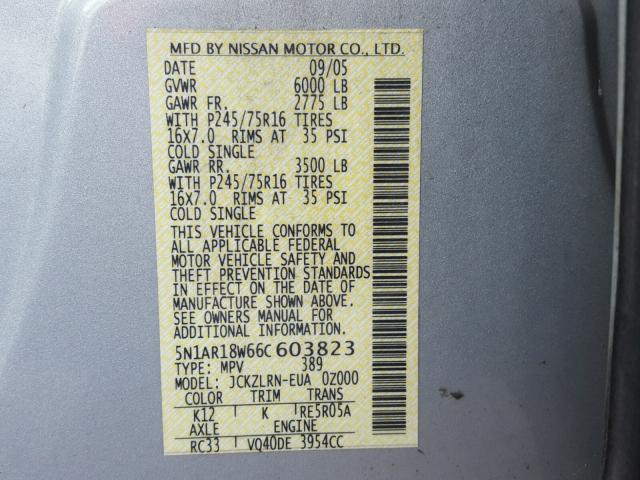 MFD BY NISSAN MOTOR CO., LTD.
DATE 09/05
GVWR 6000 LB
GAWR FR. 2775 LB
WITH P245/75R16 TIRES
16X7.0 RIMS AT 35 PSI
COLD SINGLE
GAWR RR. 3500 LB
WITH P245/75R16 TIRES
16X7.0 RIMS AT 35 PSI
COLD SINGLE
THIS VEHICLE CONFORMS TO
ALL APPLICABLE FEDERAL
MOTOR VEHICLE SAFETY AND
THEFT PREVENTION STANDARDS
IN EFFECT ON THE DATE OF
MANUFACTURE SHOWN ABOVE.
SEE OWNERS MANUAL FOR
ADDITIONAL INFORMATION.
5N1AR18W66C603823
TYPE: MPV 389
MODEL: JCKZLRN-EUA 0Z000
COLOR TRIM TRANS
K12 K RE5R05A
AXLE ENGINE
RC33 VQ40DE 3954CC